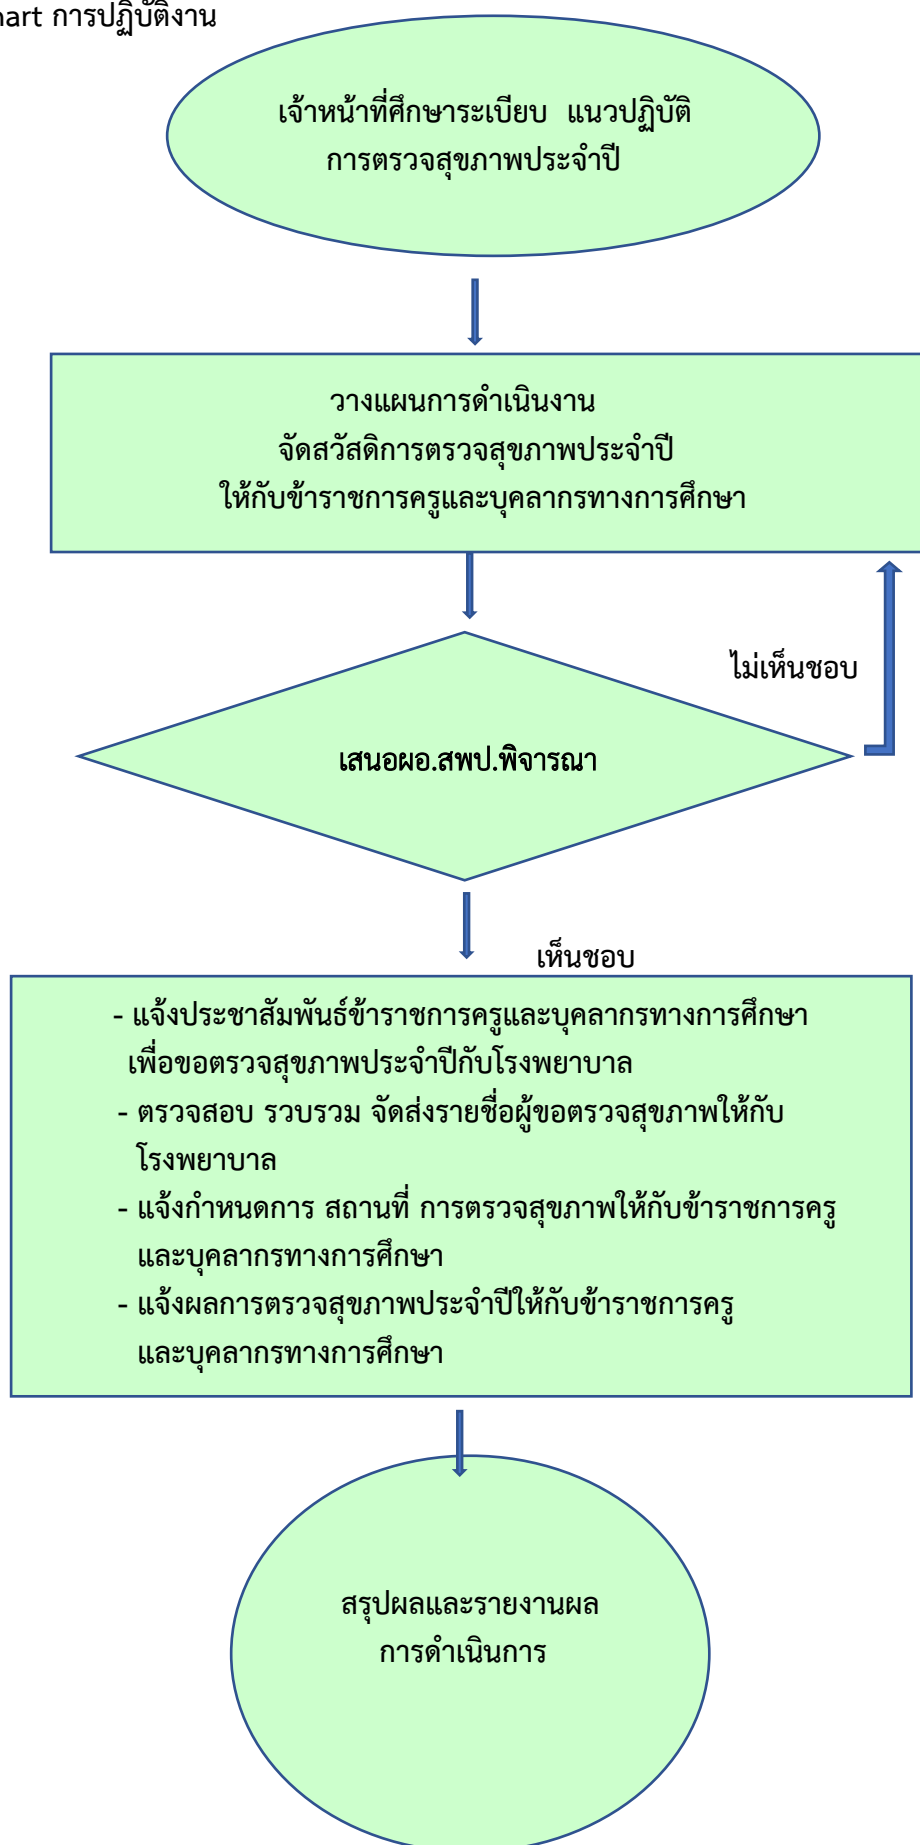 hart การปฏิบัติงาน
เจ้าหน้าที่ศึกษาระเบียบ แนวปฏิบัติ
การตรวจสุขภาพประจำปี
วางแผนการดำเนินงาน
จัดสวัสดิการตรวจสุขภาพประจำปี
ให้กับข้าราชการครูและบุคลากรทางการศึกษา
ไม่เห็นชอบ
เสนอผอ.สพป.พิจารณา
เห็นชอบ
- แจ้งประชาสัมพันธ์ข้าราชการครูและบุคลากรทางการศึกษา
เพื่อขอตรวจสุขภาพประจำปีกับโรงพยาบาล
- ตรวจสอบ รวบรวม จัดส่งรายชื่อผู้ขอตรวจสุขภาพให้กับ
โรงพยาบาล
- แจ้งกำหนดการ สถานที่ การตรวจสุขภาพให้กับข้าราชการครู
และบุคลากรทางการศึกษา
- แจ้งผลการตรวจสุขภาพประจำปีให้กับข้าราชการครู
และบุคลากรทางการศึกษา
สรุปผลและรายงานผล
การดำเนินการ